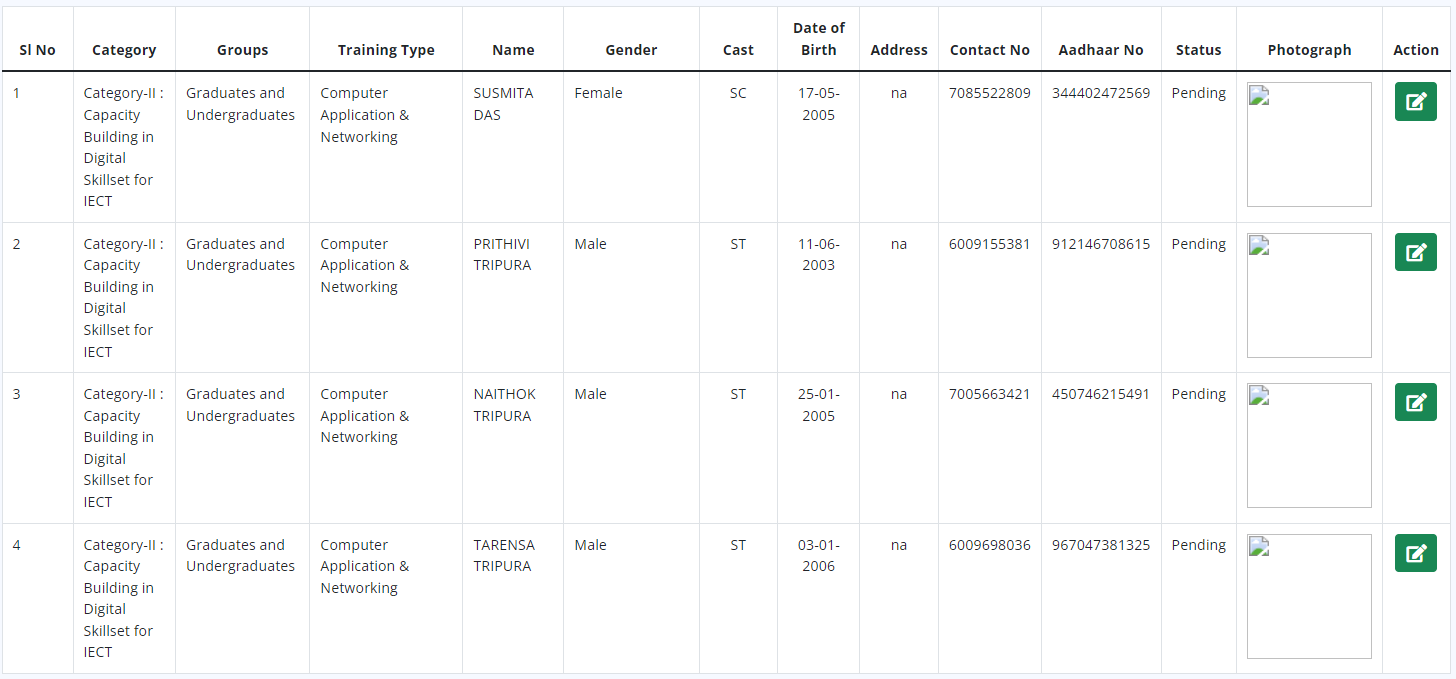 Sl No Category Groups Training Type Name Gender Cast Date of Birth Address Contact No Aadhaar No Status Photograph Action
1 Category-II : Graduates and Computer SUSMITA Female SC 17-05- na 7085522809 344402472569 Pending
Capacity Undergraduates Application & DAS 2005
Building in Networking
Digital
Skillset for
IECT
2 Category-II : Graduates and Computer PRITHIVI Male ST 11-06- na 6009155381 912146708615 Pending
Capacity Undergraduates Application & TRIPURA 2003
Building in Networking
Digital
Skillset for
IECT
3 Category-II : Graduates and Computer NAITHOK Male ST 25-01- na 7005663421 450746215491 Pending
Capacity Undergraduates Application & TRIPURA 2005
Building in Networking
Digital
Skillset for
IECT
4 Category-II : Graduates and Computer TARENSA Male ST 03-01- na 6009698036 967047381325 Pending
Capacity Undergraduates Application & TRIPURA 2006
Building in Networking
Digital
Skillset for
IECT